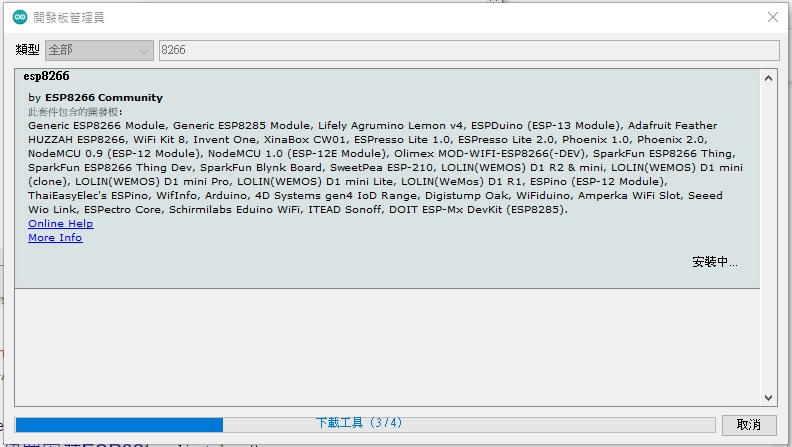 開發板管理員
類型 全部 8266
esp8266
by ESP8266 Community
此套件包含的開發板:
Generic ESP8266 Module, Generic ESP8285 Module, Lifely Agrumino Lemon v4, ESPDuino (ESP-13 Module), Adafruit Feather
HUZZAH ESP8266, WiFi Kit 8, Invent One, XinaBox CW01, ESPresso Lite 1.0, ESPresso Lite 2.0, Phoenix 1.0, Phoenix 2.0,
NodeMCU 0.9 (ESP-12 Module), NodeMCU 1.0 (ESP-12E Module), Olimex MOD-WIFI-ESP8266(-DEV), SparkFun ESP8266 Thing,
SparkFun ESP8266 Thing Dev, SparkFun Blynk Board, SweetPea ESP-210, LOLIN(WEMOS) D1 R2 & mini, LOLIN(WEMOS) D1 mini
(clone), LOLIN(WEMOS) D1 mini Pro, LOLIN(WEMOS) D1 mini Lite, LOLIN(WeMos) D1 R1, ESPino (ESP-12 Module),
ThaiEasyElec's ESPino, WifInfo, Arduino, 4D Systems gen4 IoD Range, Digistump Oak, WiFiduino, Amperka WiFi Slot, Seeed
Wio Link, ESPectro Core, Schirmilabs Eduino WiFi, ITEAD Sonoff, DOIT ESP-Mx DevKit (ESP8285).
Online Help
More Info
安裝中...
下載工具 (3/4)
取消